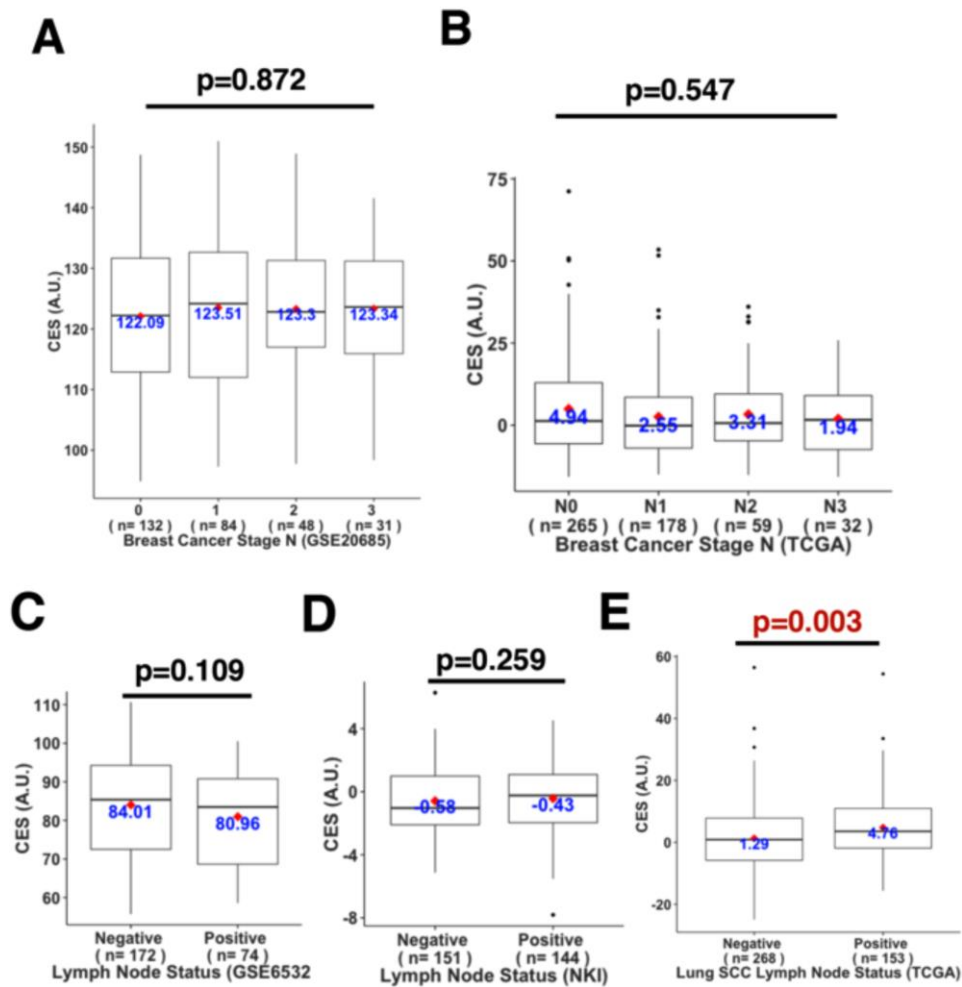 A
p=0.872
CES (A.U.)
150
140
130
120
110
100
122.09
123.51
123.3
123.34
0
1
2
3
( n= 132 )
( n= 84 )
( n= 48 )
( n= 31 )
Breast Cancer Stage N (GSE20685)
B
p=0.547
CES (A.U.)
75
50
25
0
4.94
2.55
3.31
1.94
N0
N1
N2
N3
( n= 265 )
( n= 178 )
( n= 59 )
( n= 32 )
Breast Cancer Stage N (TCGA)
C
p=0.109
CES (A.U.)
110
100
90
80
70
60
84.01
80.96
Negative
Positive
( n= 172 )
( n= 74 )
Lymph Node Status (GSE6532
D
p=0.259
CES (A.U.)
4
0
-4
-8
-0.58
-0.43
Negative
Positive
( n= 151 )
( n= 144 )
Lymph Node Status (NKI)
E
p=0.003
CES (A.U.)
60
40
20
0
-20
1.29
4.76
Negative
Positive
( n= 268 )
( n= 153 )
Lung SCC Lymph Node Status (TCGA)